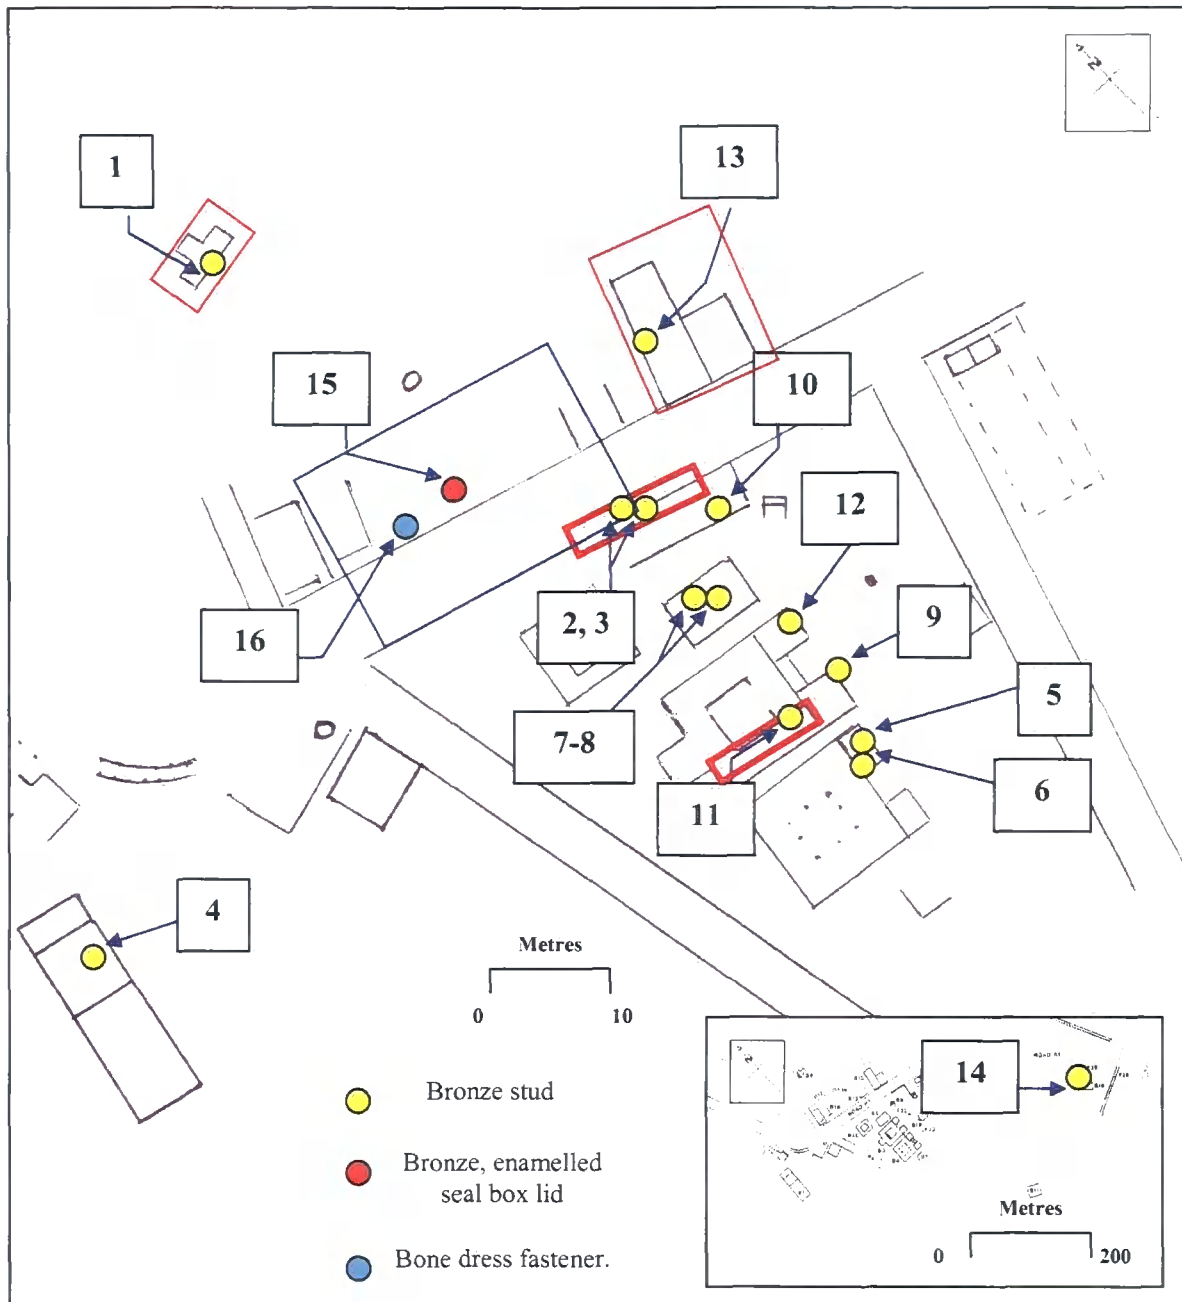 N
1
13
15
10
12
2, 3
9
16
5
7-8
6
11
4
Metres
0 10
Bronze stud
Bronze, enamelled
seal box lid
Bone dress fastener.
14
Metres
0 200